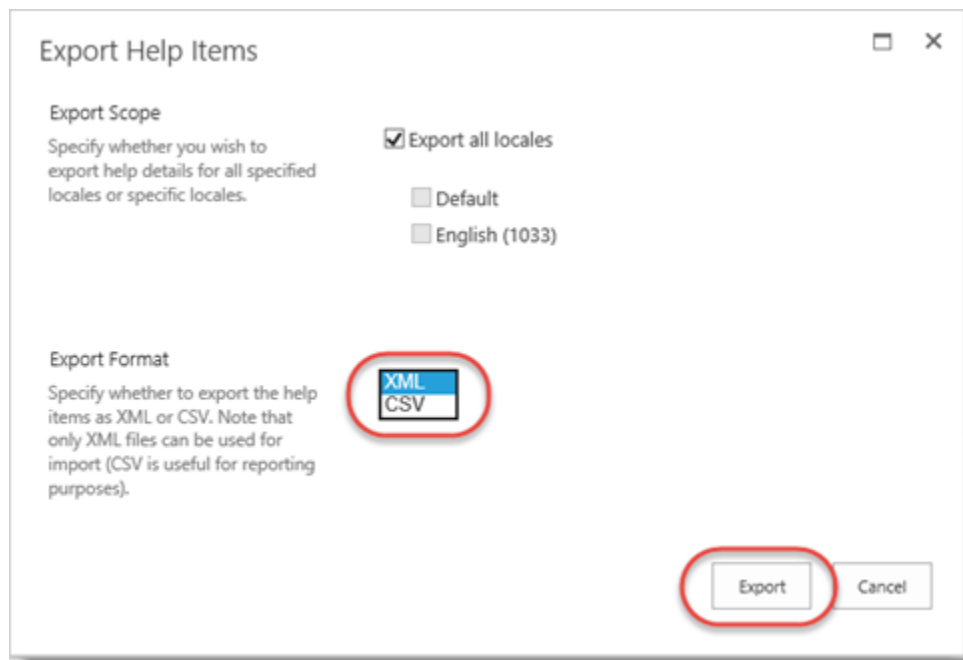 Export Help Items
Export Scope
Specify whether you wish to
export help details for all specified
locales or specific locales.
Export all locales
Default
English (1033)
Export Format
Specify whether to export the help
items as XML or CSV. Note that
only XML files can be used for
import (CSV is useful for reporting
purposes).
XML
CSV
Export
Cancel